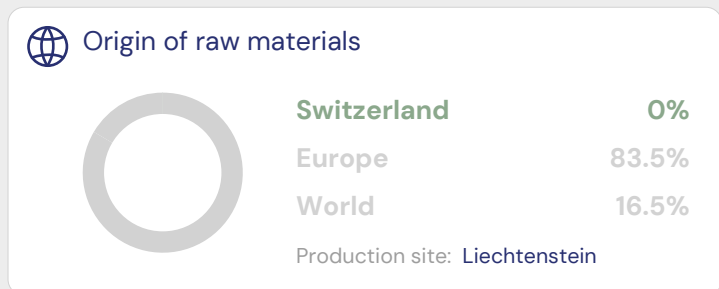 Origin of raw materials
Switzerland 0%
Europe 83.5%
World 16.5%
Production site: Liechtenstein